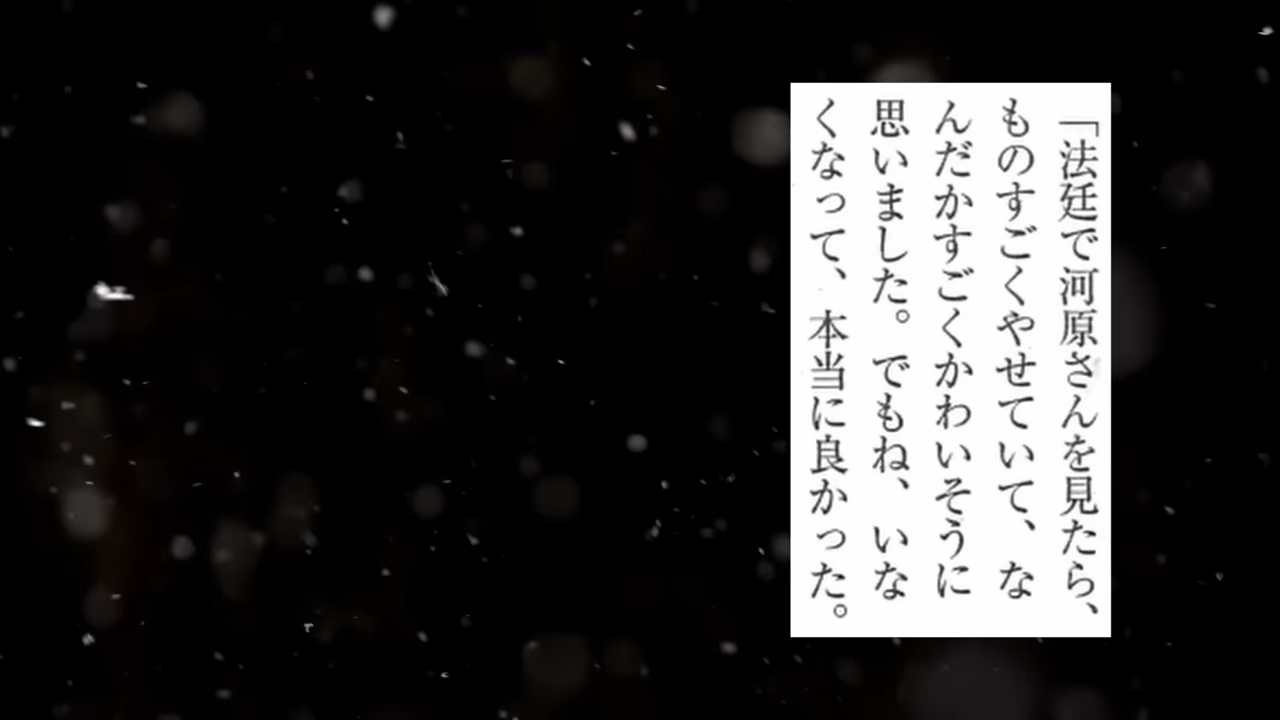 「法廷で河原さんを見たら、
ものすごくやせていて、な
んだかすごくかわいそうに
思いました。でもね、いな
くなって、本当に良かった。